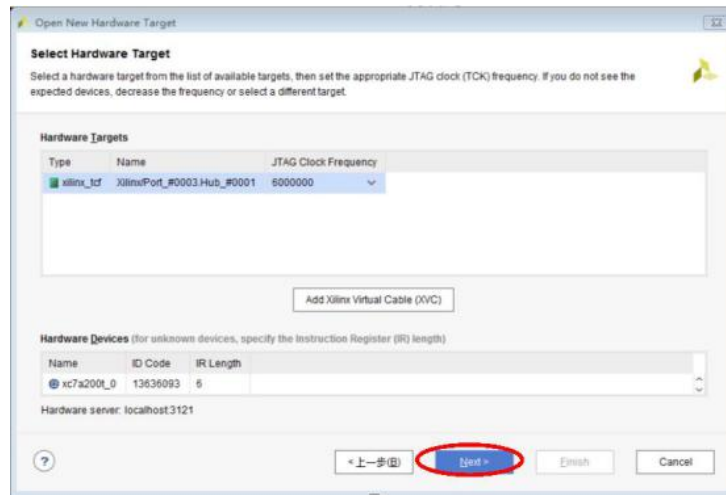 Open New Hardware Target
Select Hardware Target
Select a hardware target from the list of available targets, then set the appropriate JTAG clock (TCK) frequency. If you do not see the
expected devices, decrease the frequency or select a different target.
Hardware Targets
Type Name JTAG Clock Frequency
xilinx_tcf Xilinx/Port_#0003.Hub_#0001 6000000
Add Xilinx Virtual Cable (XVC)
Hardware Devices (for unknown devices, specify the Instruction Register (IR) length)
Name ID Code IR Length
xc7a200t_0 13636093 6
Hardware server: localhost:3121
? <上一步(B) Next > Finish Cancel